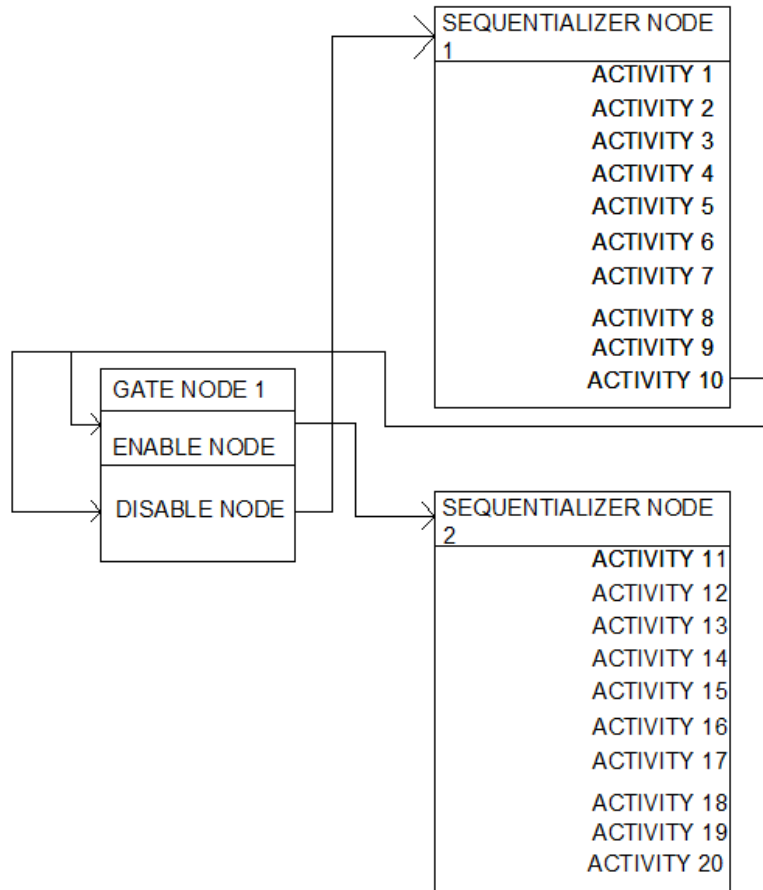 SEQUENTIALIZER NODE
1
ACTIVITY 1
ACTIVITY 2
ACTIVITY 3
ACTIVITY 4
ACTIVITY 5
ACTIVITY 6
ACTIVITY 7
ACTIVITY 8
ACTIVITY 9
ACTIVITY 10
GATE NODE 1
ENABLE NODE
DISABLE NODE
SEQUENTIALIZER NODE
2
ACTIVITY 11
ACTIVITY 12
ACTIVITY 13
ACTIVITY 14
ACTIVITY 15
ACTIVITY 16
ACTIVITY 17
ACTIVITY 18
ACTIVITY 19
ACTIVITY 20